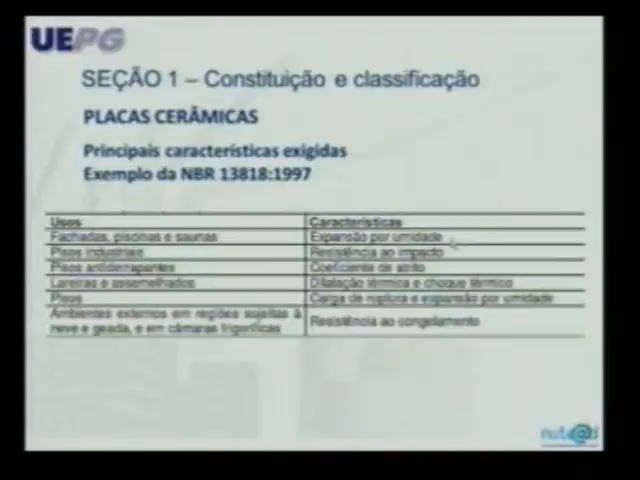 UEPG
SEÇÃO 1 – Constituição e classificação
PLACAS CERÂMICAS
Principais características exigidas
Exemplo da NBR 13818:1997
Usos Características
Fachadas, piscinas e saunas Expansão por umidade
Pisos industriais Resistência ao impacto
Pisos antiderrapantes Coeficiente de atrito
Lareiras e assemelhados Dilatação térmica e choque térmico
Pisos Carga de ruptura e expansão por umidade
Ambientes externos em regiões sujeitas à
neve e geada, e em câmaras frigoríficas Resistência ao congelamento
nute@d